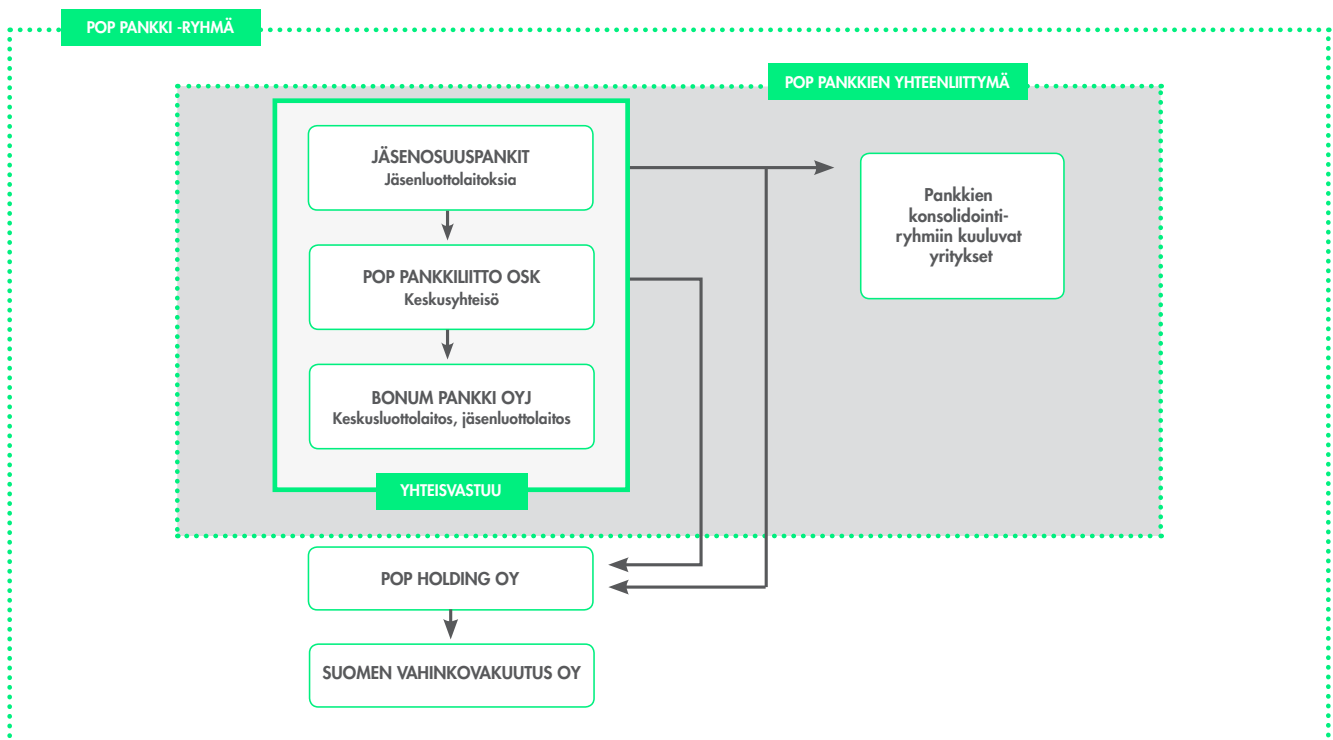 POP PANKKI -RYHMÄ
POP PANKKIEN YHTEENLIITTYMÄ
JÄSENOSUUSPANKIT
Jäsenluottolaitoksia
POP PANKKILIITTO OSK
Keskusyhteisö
BONUM PANKKI OYJ
Keskusluottolaitos, jäsenluottolaitos
YHTEISVASTUU
Pankkien
konsolidointi-
ryhmiin kuuluvat
yritykset
POP HOLDING OY
SUOMEN VAHINKOVAKUUTUS OY